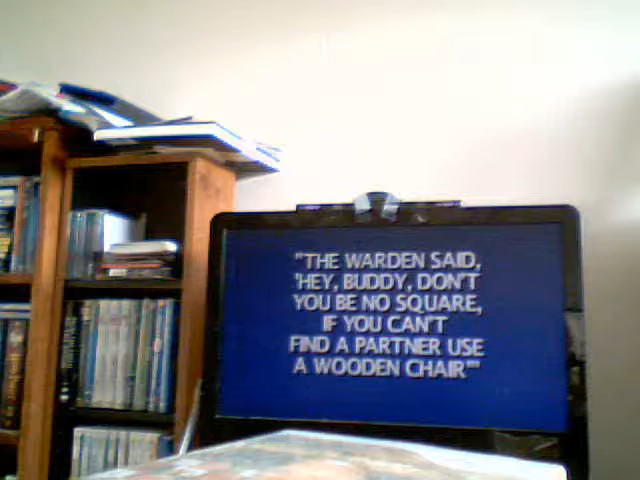 "THE WARDEN SAID,
'HEY, BUDDY, DON'T
YOU BE NO SQUARE,
IF YOU CAN'T
FIND A PARTNER USE
A WOODEN CHAIR'"